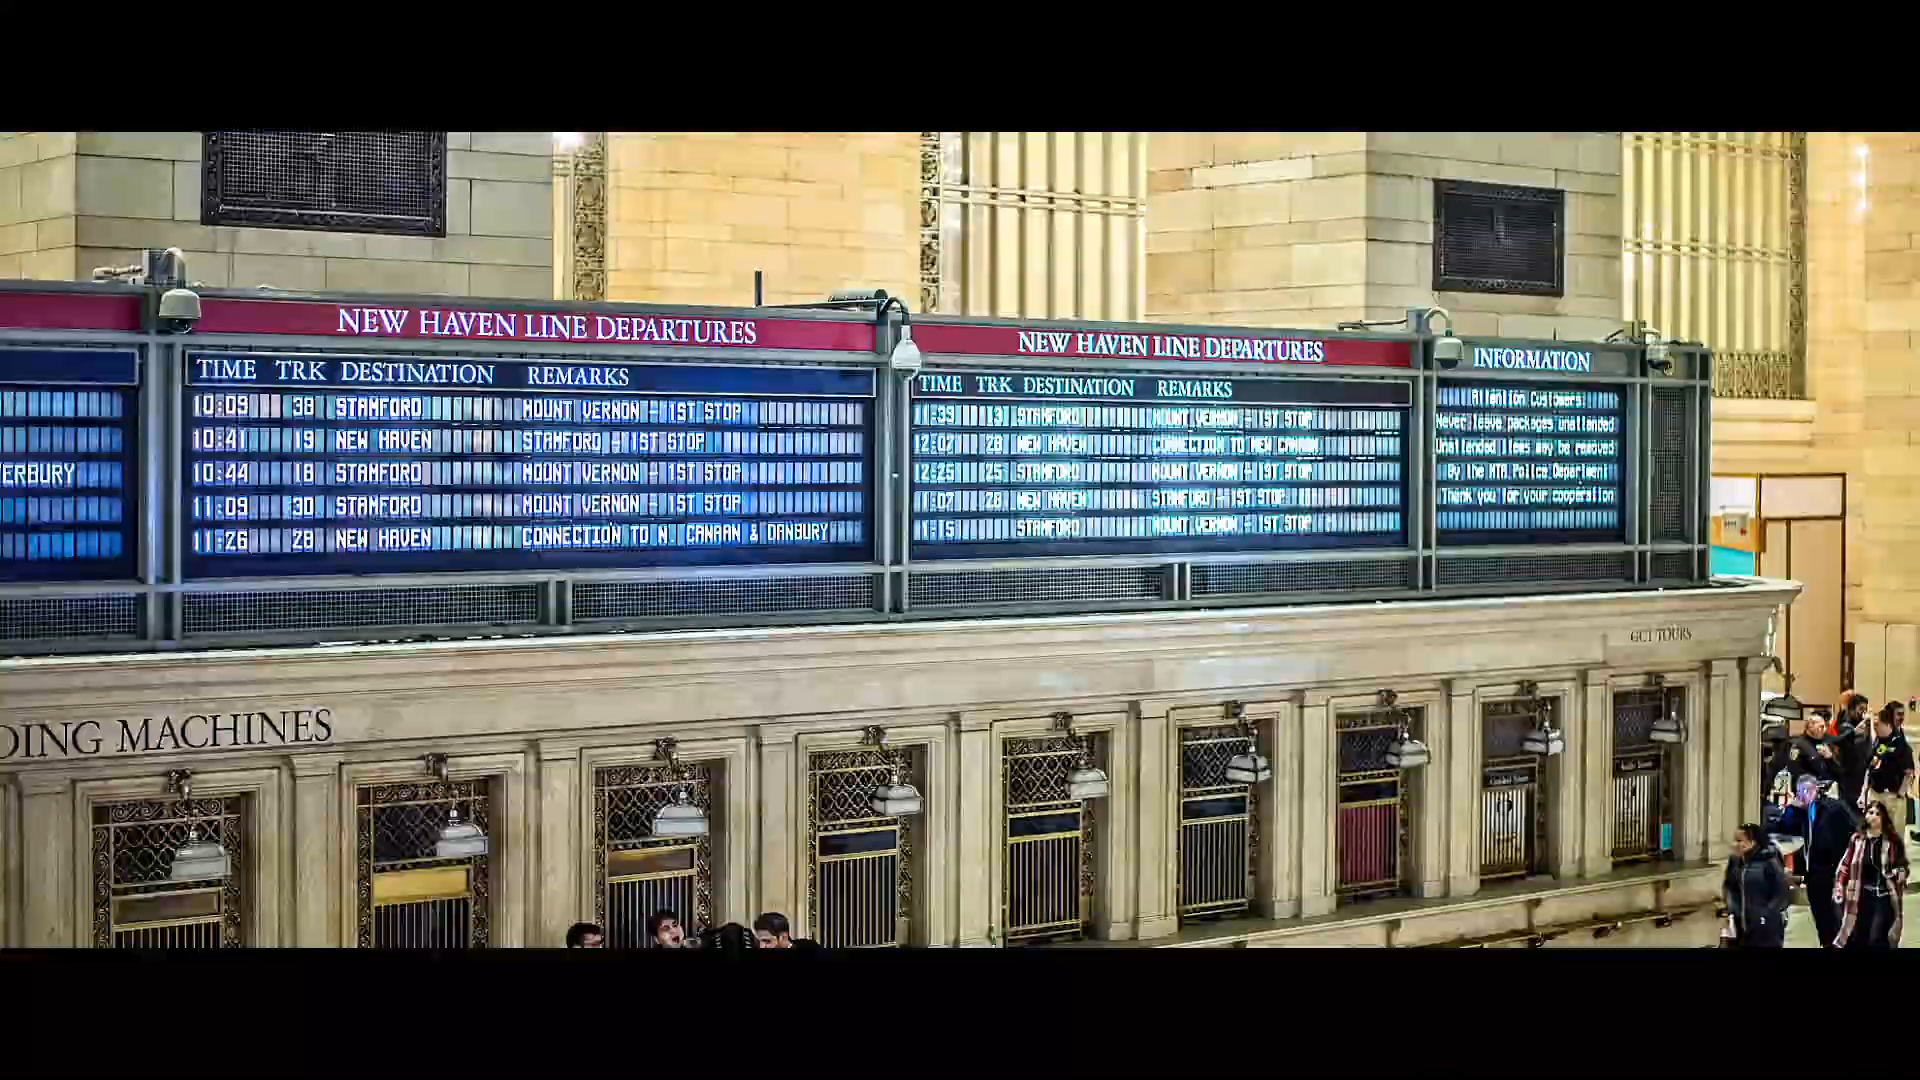 NEW HAVEN LINE DEPARTURES
TIME TRK DESTINATION REMARKS
10:09 38 STAMFORD MOUNT VERNON - 1ST STOP
10:41 19 NEW HAVEN STAMFORD - 1ST STOP
10:44 18 STAMFORD MOUNT VERNON - 1ST STOP
11:09 30 STAMFORD MOUNT VERNON - 1ST STOP
11:26 28 NEW HAVEN CONNECTION TO N. CANAAN & DANBURY
ERBURY
NEW HAVEN LINE DEPARTURES
TIME TRK DESTINATION REMARKS
11:39 13 STAMFORD MOUNT VERNON - 1ST STOP
12:07 28 NEW HAVEN CONNECTION TO NEW CANAAN
12:25 25 STAMFORD MOUNT VERNON - 1ST STOP
1:07 28 NEW HAVEN STAMFORD - 1ST STOP
1:15 STAMFORD MOUNT VERNON - 1ST STOP
INFORMATION
Attention Customers!
Never leave packages unattended
Unattended items may be removed
By the MTA Police Department
Thank you for your cooperation
GCT TOURS
DING MACHINES